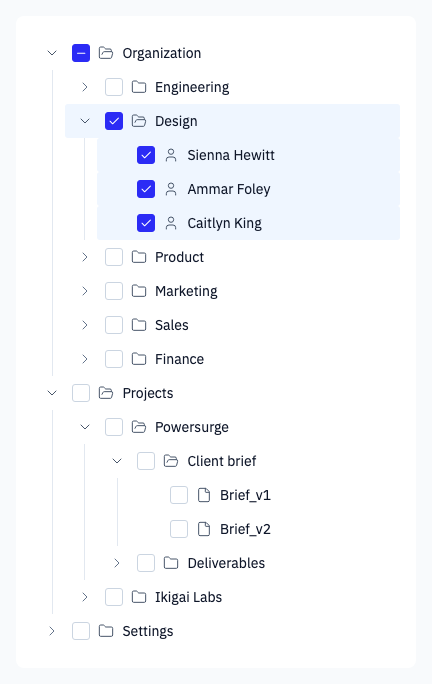 Organization
Engineering
Design
Sienna Hewitt
Ammar Foley
Caitlyn King
Product
Marketing
Sales
Finance
Projects
Powersurge
Client brief
Brief_v1
Brief_v2
Deliverables
Ikigai Labs
Settings